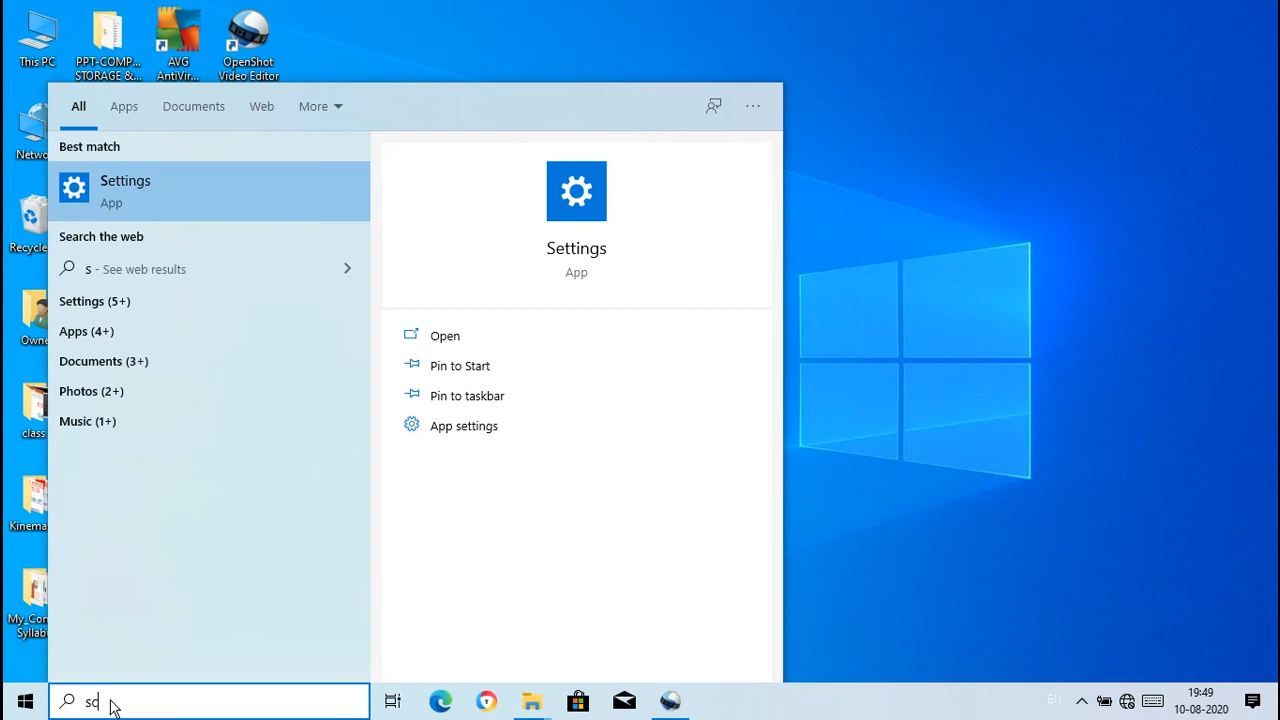 This PC
PPT-COMP...
STORAGE &...
AVG
AntiVir...
OpenShot
Video Editor
All
Apps
Documents
Web
More
Netwo
Best match
Settings
App
Recycle
Search the web
s - See web results
Settings (5+)
Apps (4+)
Owne
Documents (3+)
Photos (2+)
Music (1+)
class
Kinema
My_Con
Syllab
Settings
App
Open
Pin to Start
Pin to taskbar
App settings
sc
EN
19:49
10-08-2020